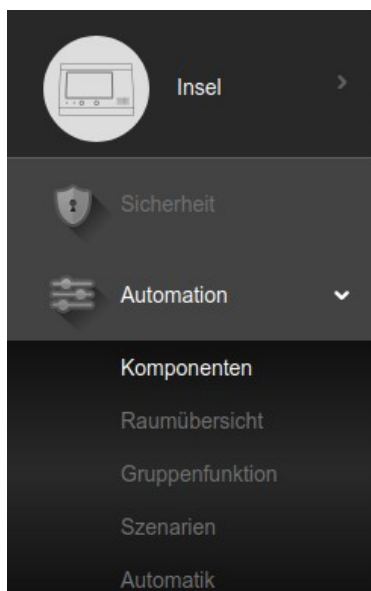 Insel
Sicherheit
Automation
Komponenten
Raumübersicht
Gruppenfunktion
Szenarien
Automatik